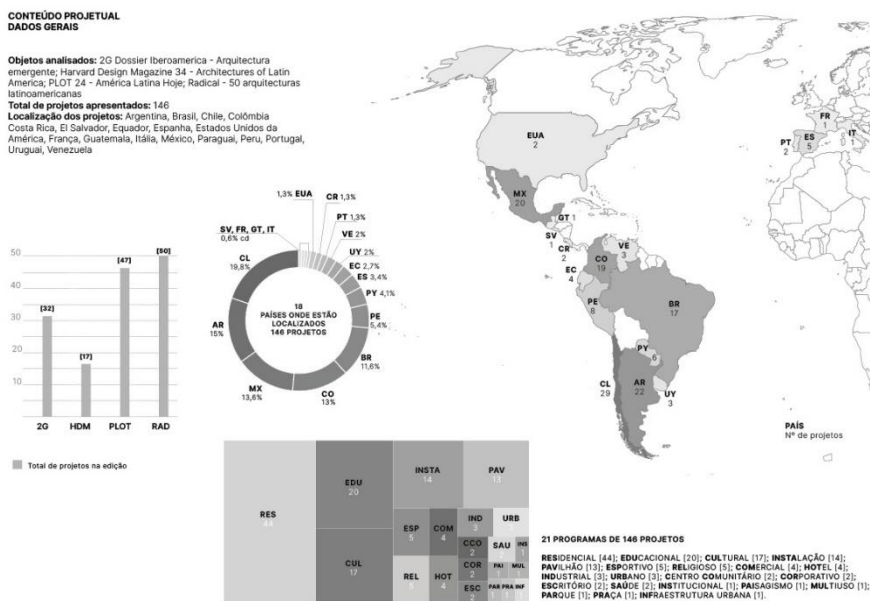 CONTEÚDO PROJETUAL
DADOS GERAIS
Objetos analisados: 2G Dossier Iberoamerica - Arquitectura
emergente; Harvard Design Magazine 34 - Architectures of Latin
America; PLOT 24 - América Latina Hoje; Radical - 50 arquitecturas
latinoamericanas
Total de projetos apresentados: 146
Localização dos projetos: Argentina, Brasil, Chile, Colômbia
Costa Rica, El Salvador, Equador, Espanha, Estados Unidos da
América, França, Guatemala, Itália, México, Paraguai, Peru, Portugal,
Uruguai, Venezuela
50
40
30
20
10
[32]
[17]
[47]
[50]
2G
HDM
PLOT
RAD
Total de projetos na edição
1,3% EUA
CR 1,3%
PT 1,3%
VE 2%
UY 2%
EC 2,7%
ES 3,4%
PY 4,1%
PE
5,4%
BR
11,6%
CO
13%
MX
13,6%
AR
15%
CL
19,8%
SV, FR, GT, IT
0,6% cd
18
PAÍSES ONDE ESTÃO
LOCALIZADOS
146 PROJETOS
EUA
2
MX
20
GT 1
SV
1
CR
2
VE
3
CO
19
EC
4
PE
8
BR
17
PY
6
CL
29
AR
22
UY
3
FR
1
PT
2
ES
5
IT
1
PAÍS
Nº de projetos
RES
44
EDU
20
CUL
17
INSTA
14
PAV
13
ESP
5
REL
5
COM
4
HOT
4
IND
3
URB
CCO
2
SAU
INS
1
COR
2
PAI
1
MUL
1
ESC
2
PAR
1
PRA
1
INF
21 PROGRAMAS DE 146 PROJETOS
RESIDENCIAL [44]; EDUCACIONAL [20]; CULTURAL [17]; INSTALAÇÃO [14];
PAVILHÃO [13]; ESPORTIVO [5]; RELIGIOSO [5]; COMERCIAL [4]; HOTEL [4];
INDUSTRIAL [3]; URBANO [3]; CENTRO COMUNITÁRIO [2]; CORPORATIVO [2];
ESCRITÓRIO [2]; SAÚDE [2]; INSTITUCIONAL [1]; PAISAGISMO [1]; MULTIUSO [1];
PARQUE [1]; PRAÇA [1]; INFRAESTRUTURA URBANA [1].